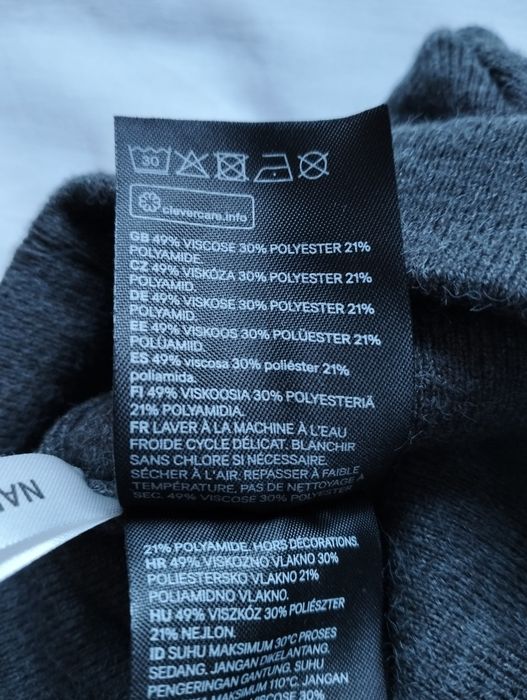 30
clevercare.info
GB 49% VISCOSE 30% POLYESTER 21%
POLYAMIDE.
CZ 49% VISKÓZA 30% POLYESTER 21%
POLYAMID.
DE 49% VISKOSE 30% POLYESTER 21%
POLYAMID.
EE 49% VISKOOS 30% POLÜESTER 21%
POLÜAMIID.
ES 49% viscosa 30% poliéster 21%
poliamida.
FI 49% VISKOOSIA 30% POLYESTERIÄ
21% POLYAMIDIA.
FR LAVER À LA MACHINE À L'EAU
FROIDE CYCLE DÉLICAT. BLANCHIR
SANS CHLORE SI NÉCESSAIRE.
SÉCHER À L'AIR. REPASSER À FAIBLE
TEMPÉRATURE, PAS DE NETTOYAGE À
SEC. 49% VISCOSE 30% POLYESTER
21% POLYAMIDE. HORS DÉCORATIONS.
HR 49% VISKOZNO VLAKNO 30%
POLIESTERSKO VLAKNO 21%
POLIAMIDNO VLAKNO.
HU 49% VISZKÓZ 30% POLIÉSZTER
21% NEJLON.
ID SUHU MAKSIMUM 30°C PROSES
SEDANG. JANGAN DIKELANTANG.
PENGERINGAN GANTUNG. SUHU
MAKSIMUM 110°C. JANGAN